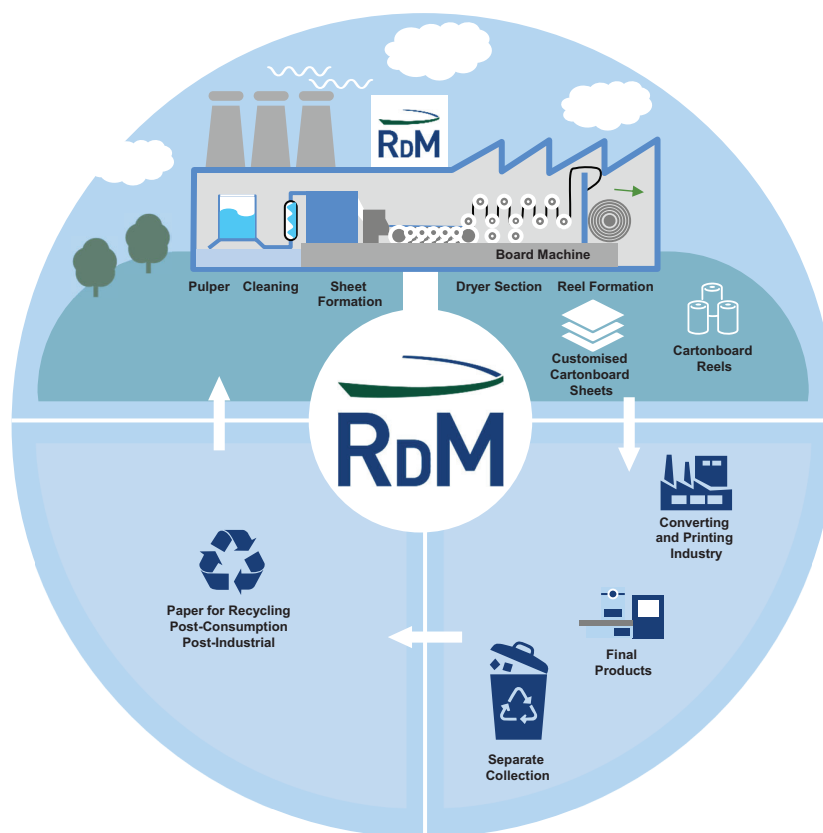 RDM
Board Machine
Pulper
Cleaning
Sheet
Formation
Dryer Section
Reel Formation
Customised
Cartonboard
Sheets
Cartonboard
Reels
RDM
Converting
and Printing
Industry
Paper for Recycling
Post-Consumption
Post-Industrial
Final
Products
Separate
Collection